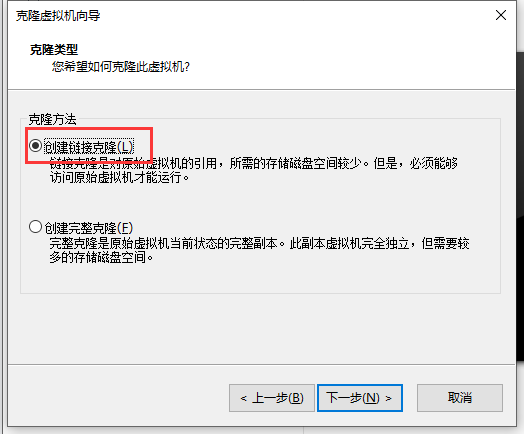 克隆虚拟机向导
克隆类型
您希望如何克隆此虚拟机?
克隆方法
创建链接克隆(L)
链接克隆是对原始虚拟机的引用，所需的存储磁盘空间较少。但是，必须能够
访问原始虚拟机才能运行。
创建完整克隆(F)
完整克隆是原始虚拟机当前状态的完整副本。此副本虚拟机完全独立，但需要较
多的存储磁盘空间。
< 上一步(B)
下一步(N) >
取消